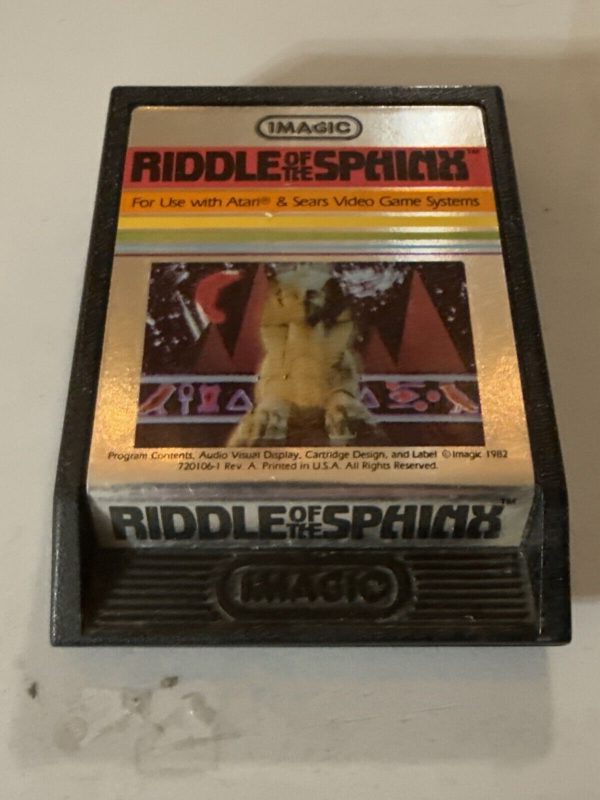 IMAGIC
RIDDLE OF THE SPHINX™
For Use with Atari® & Sears Video Game Systems
Program Contents, Audio Visual Display, Cartridge Design, and Label © Imagic 1982
720106-1 Rev A. Printed in U.S.A. All Rights Reserved.
RIDDLE OF THE SPHINX™
IMAGIC